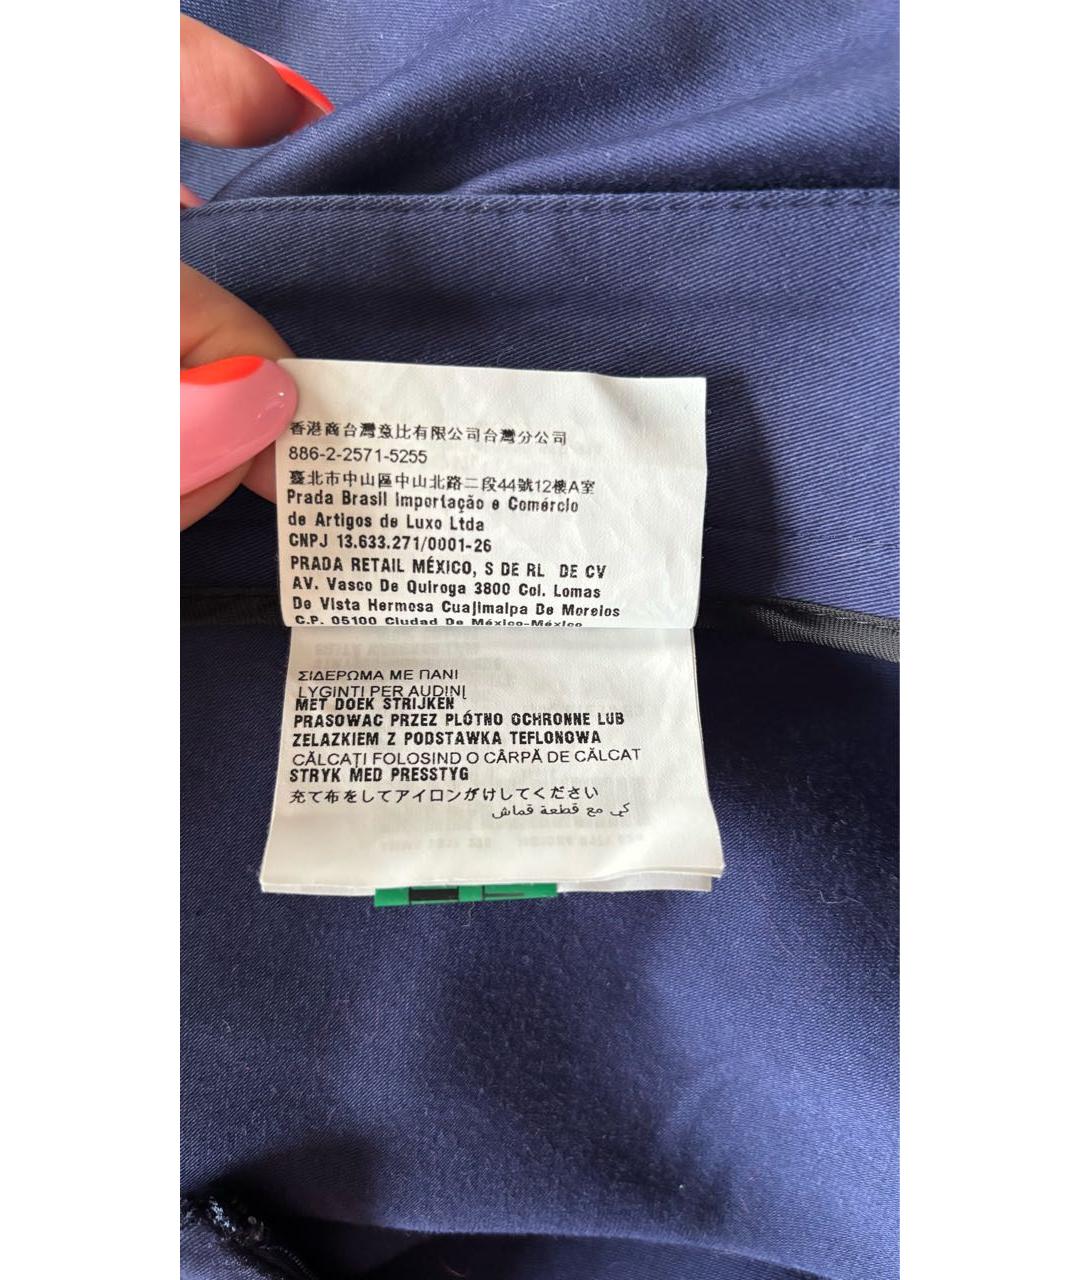 香港商台灣意比有限公司台灣分公司
886-2-2571-5255
臺北市中山區中山北路二段44號12樓A室
Prada Brasil Importação e Comércio
de Artigos de Luxo Ltda
CNPJ 13.633.271/0001-26
PRADA RETAIL MÉXICO, S DE RL DE CV
AV. Vasco De Quiroga 3800 Col. Lomas
De Vista Hermosa Cuajimalpa De Morelos
C.P. 05100 Ciudad De México-México
ΣΙΔΕΡΩΜΑ ΜΕ ΠΑΝΙ
LYGINTI PER AUDINĮ
MET DOEK STRIJKEN
PRASOWAC PRZEZ PLÓTNO OCHRONNE LUB
ZELAZKIEM Z PODSTAWKA TEFLONOWA
CĂLCAȚI FOLOSIND O CÂRPĂ DE CĂLCAT
STRYK MED PRESSTYG
充て布をしてアイロンがけしてください
كي مع قطعة قماش